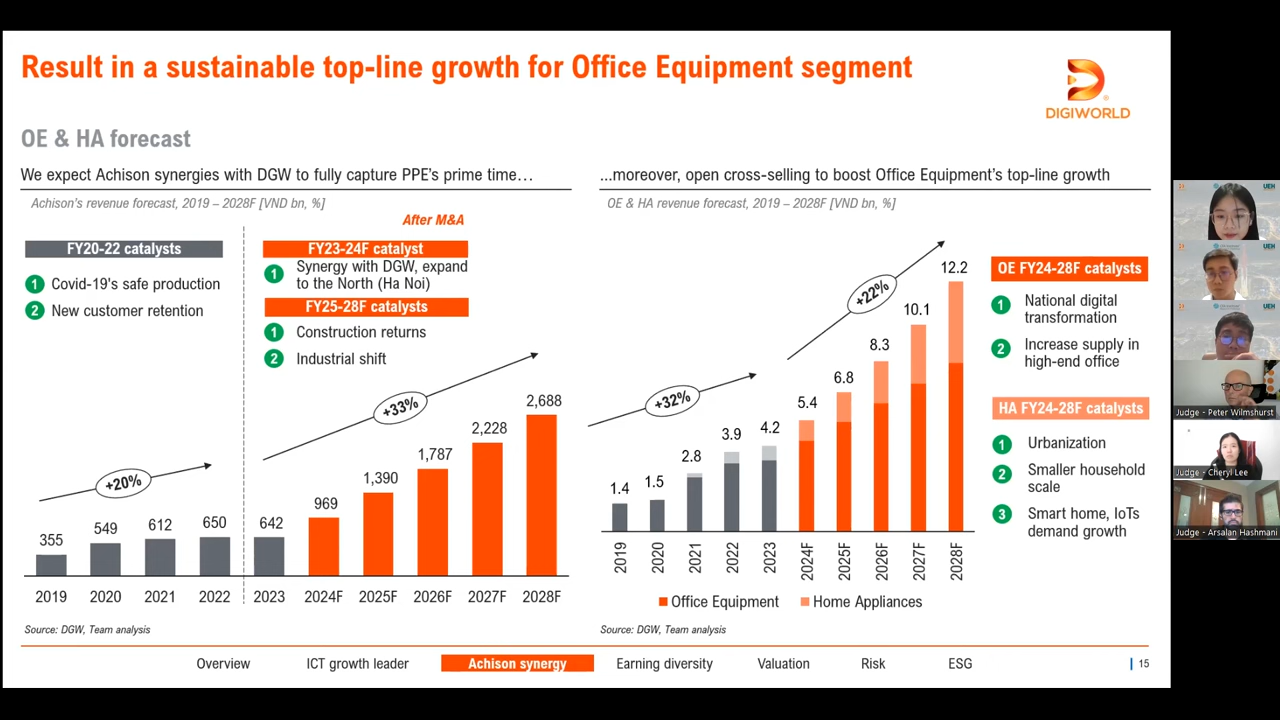 Result in a sustainable top-line growth for Office Equipment segment
DIGIWORLD
OE & HA forecast
We expect Achison synergies with DGW to fully capture PPE's prime time…
Achison's revenue forecast, 2019 – 2028F [VND bn, %]
After M&A
FY20-22 catalysts
1 Covid-19's safe production
2 New customer retention
FY23-24F catalyst
1 Synergy with DGW, expand
to the North (Ha Noi)
FY25-28F catalysts
1 Construction returns
2 Industrial shift
+20%
+33%
355
549
612
650
642
969
1,390
1,787
2,228
2,688
2019
2020
2021
2022
2023
2024F
2025F
2026F
2027F
2028F
Source: DGW, Team analysis
...moreover, open cross-selling to boost Office Equipment's top-line growth
OE & HA revenue forecast, 2019 – 2028F [VND bn, %]
+32%
+22%
1.4
1.5
2.8
3.9
4.2
5.4
6.8
8.3
10.1
12.2
2019
2020
2021
2022
2023
2024F
2025F
2026F
2027F
2028F
Office Equipment
Home Appliances
OE FY24-28F catalysts
1 National digital
transformation
2 Increase supply in
high-end office
HA FY24-28F catalysts
1 Urbanization
2 Smaller household
scale
3 Smart home, IoTs
demand growth
Source: DGW, Team analysis
Overview
ICT growth leader
Achison synergy
Earning diversity
Valuation
Risk
ESG
15
UEH
UEH
UEH
Judge - Peter Wilmshurst
Judge - Cheryl Lee
Judge - Arsalan Hashmani